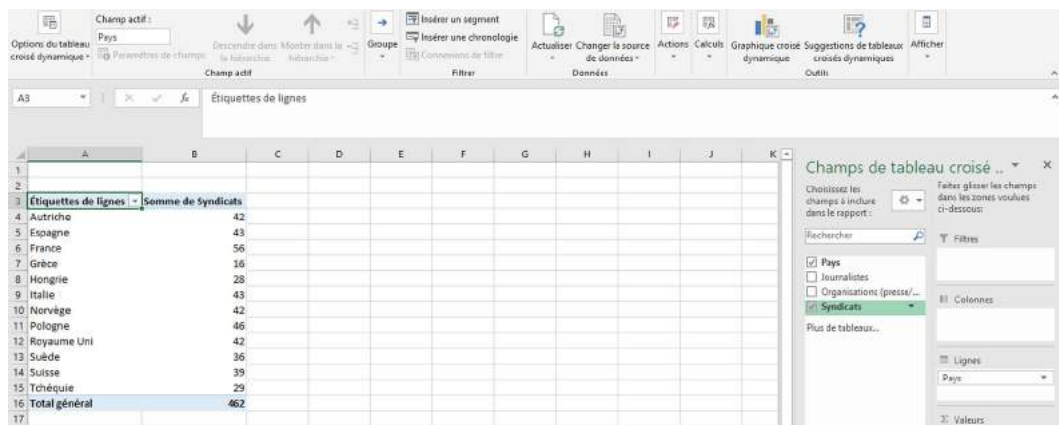 Options du tableau croisé dynamique
Champ actif :
Pays
Paramètres de champs
Descendre dans la hiérarchie
Monter dans la hiérarchie
Champ actif
Groupe
Insérer un segment
Insérer une chronologie
Connexions de filtre
Filtrer
Actualiser
Changer la source de données
Données
Actions
Calculs
Graphique croisé dynamique
Suggestions de tableaux croisés dynamiques
Outils
Afficher
A3
fx
Étiquettes de lignes
A B C D E F G H I J K
1
2
3 Étiquettes de lignes Somme de Syndicats
4 Autriche 42
5 Espagne 43
6 France 56
7 Grèce 16
8 Hongrie 28
9 Italie 43
10 Norvège 42
11 Pologne 46
12 Royaume Uni 42
13 Suède 36
14 Suisse 39
15 Tchéquie 29
16 Total général 462
17
Champs de tableau croisé ..
Choisissez les
champs à inclure
dans le rapport :
Rechercher
Pays
Journalistes
Organisations (presse/...
Syndicats
Plus de tableaux...
Faites glisser les champs
dans les zones voulues
ci-dessous:
Filtres
Colonnes
Lignes
Pays
Σ Valeurs